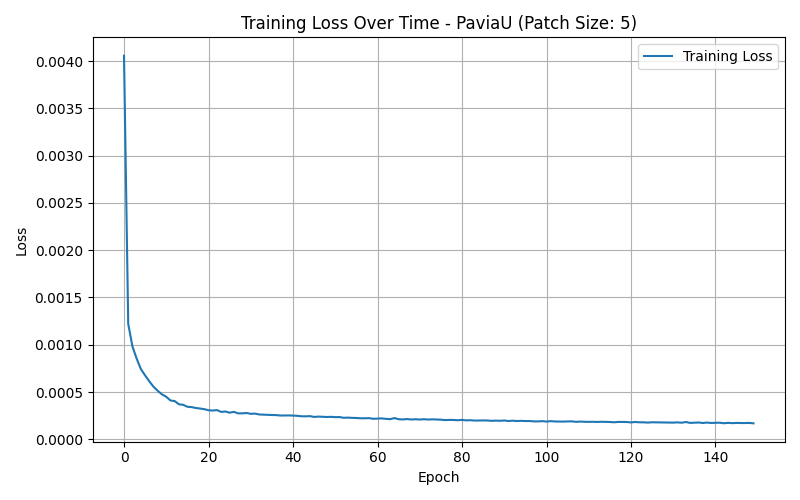 Training Loss Over Time - PaviaU (Patch Size: 5)
Training Loss
0.0040
0.0035
0.0030
0.0025
0.0020
0.0015
0.0010
0.0005
0.0000
Loss
0 20 40 60 80 100 120 140
Epoch